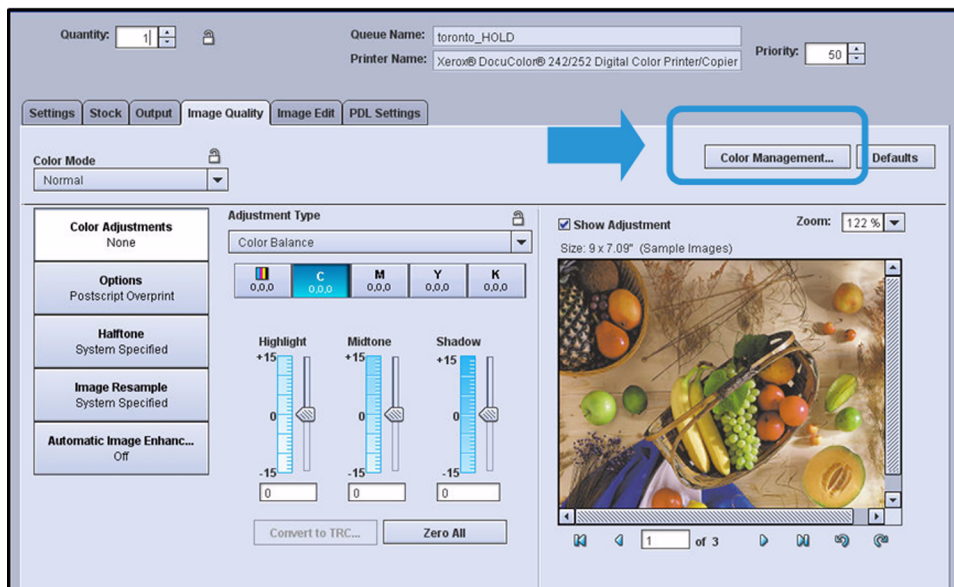 Quantity: 1
Queue Name: toronto_HOLD
Printer Name: Xerox® DocuColor® 242/252 Digital Color Printer/Copier
Priority: 50
Settings Stock Output Image Quality Image Edit PDL Settings
Color Management... Defaults
Color Mode
Normal
Color Adjustments
None
Options
Postscript Overprint
Halftone
System Specified
Image Resample
System Specified
Automatic Image Enhanc...
Off
Adjustment Type
Color Balance
C M Y K
0,0,0 0,0,0 0,0,0 0,0,0 0,0,0
Highlight Midtone Shadow
+15 +15 +15
0 0 0
-15 -15 -15
0 0 0
Convert to TRC... Zero All
Show Adjustment Zoom: 122 %
Size: 9 x 7.09" (Sample Images)
1 of 3